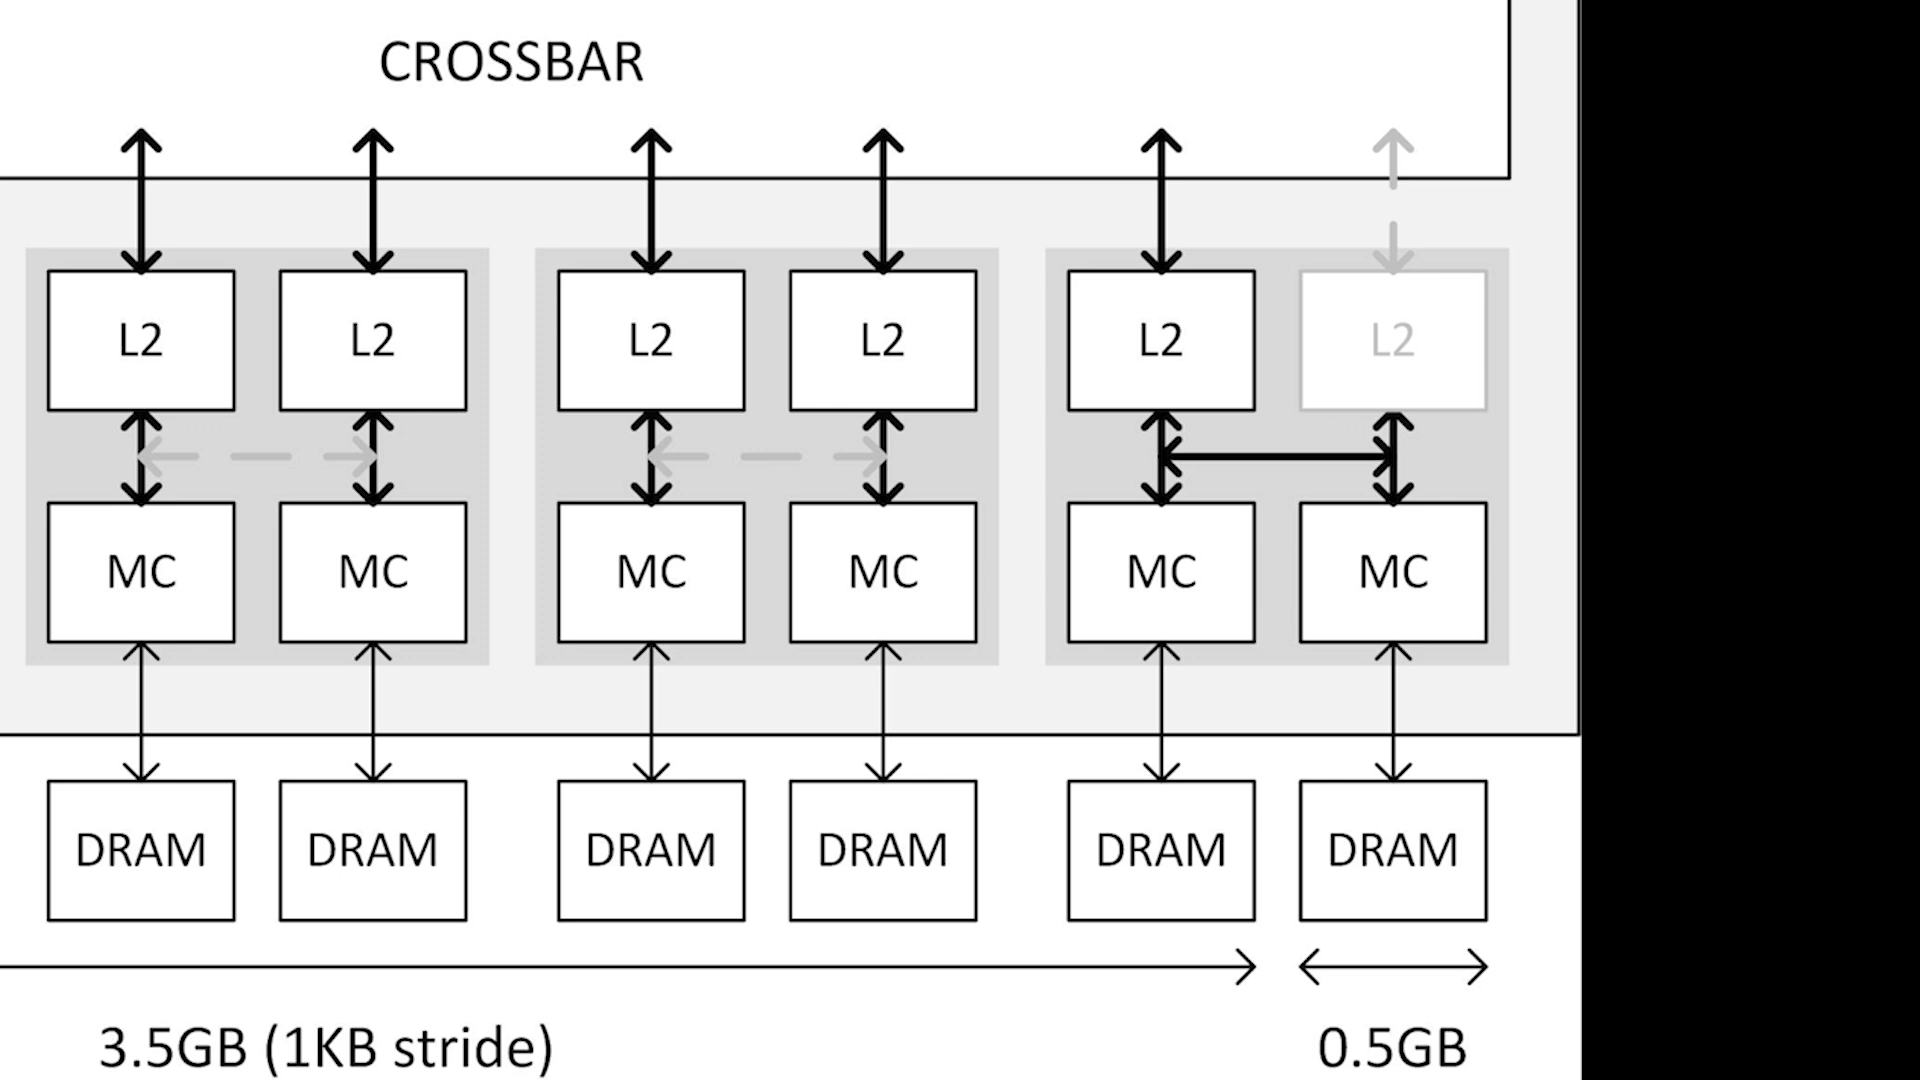 CROSSBAR
L2 L2 L2 L2 L2 L2
MC MC MC MC MC MC
DRAM DRAM DRAM DRAM DRAM DRAM
3.5GB (1KB stride) 0.5GB